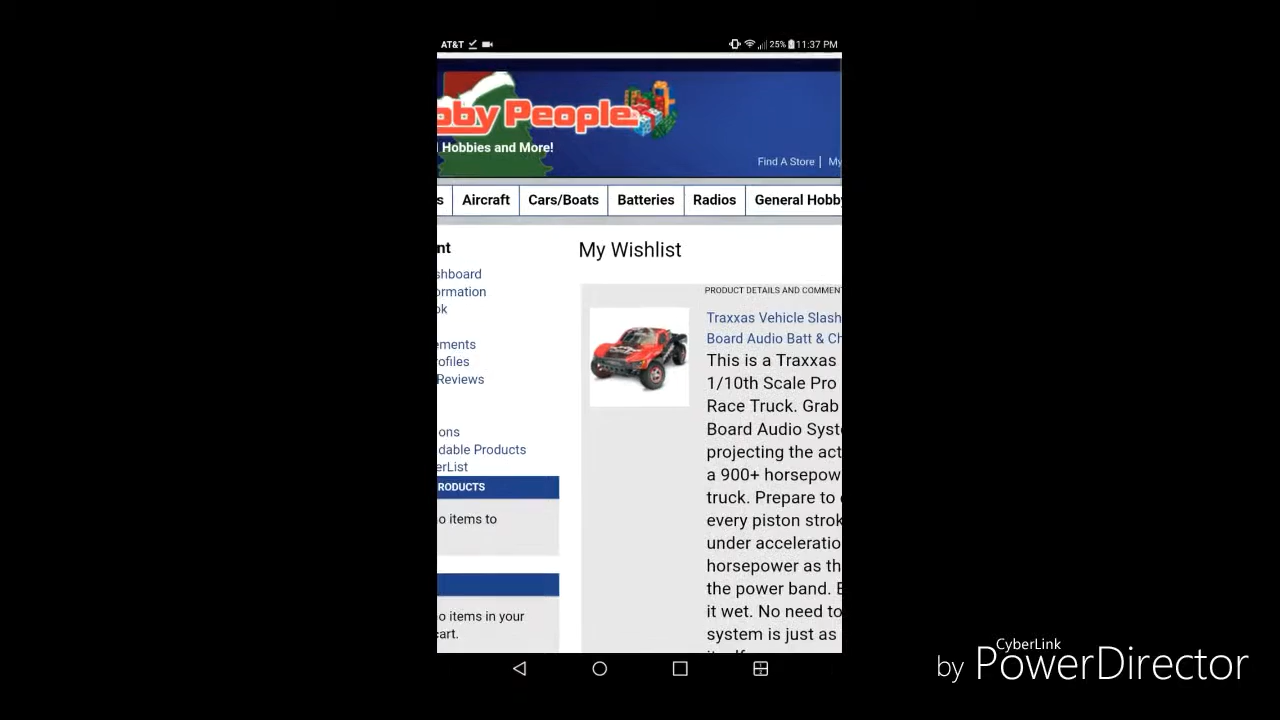 AT&T
25% 11:37 PM
bby People
Hobbies and More!
Find A Store | My
s Aircraft Cars/Boats Batteries Radios General Hobby
nt
shboard
ormation
ok
ements
rofiles
Reviews
ons
dable Products
erList
RODUCTS
o items to
o items in your
cart.
My Wishlist
PRODUCT DETAILS AND COMMENT
Traxxas Vehicle Slash
Board Audio Batt & Ch
This is a Traxxas
1/10th Scale Pro
Race Truck. Grab
Board Audio Syst
projecting the act
a 900+ horsepow
truck. Prepare to
every piston strok
under acceleratio
horsepower as th
the power band. E
it wet. No need to
system is just as
CyberLink
by PowerDirector